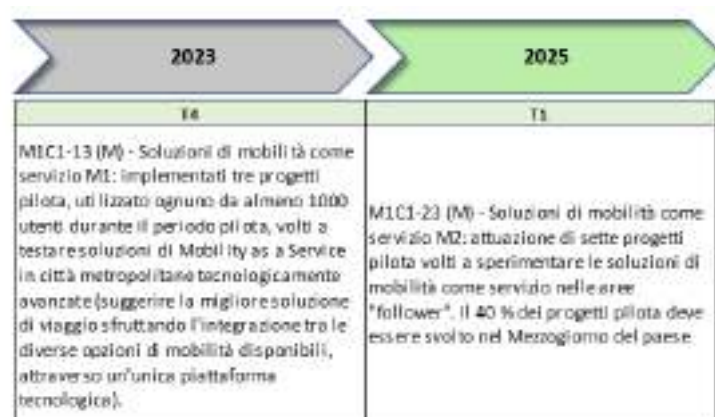 2023
2025
T4
T1
M1C1-13 (M) - Soluzioni di mobilità come
servizio M1: implementati tre progetti
pilota, utilizzato ognuno da almeno 1000
utenti durante il periodo pilota, volti a
testare soluzioni di Mobility as a Service
in città metropolitane tecnologicamente
avanzate (suggerire la migliore soluzione
di viaggio sfruttando l'integrazione tra le
diverse opzioni di mobilità disponibili,
attraverso un'unica piattaforma
tecnologica).
M1C1-23 (M) - Soluzioni di mobilità come
servizio M2: attuazione di sette progetti
pilota volti a sperimentare le soluzioni di
mobilità come servizio nelle aree
"follower". Il 40 % dei progetti pilota deve
essere svolto nel Mezzogiorno del paese